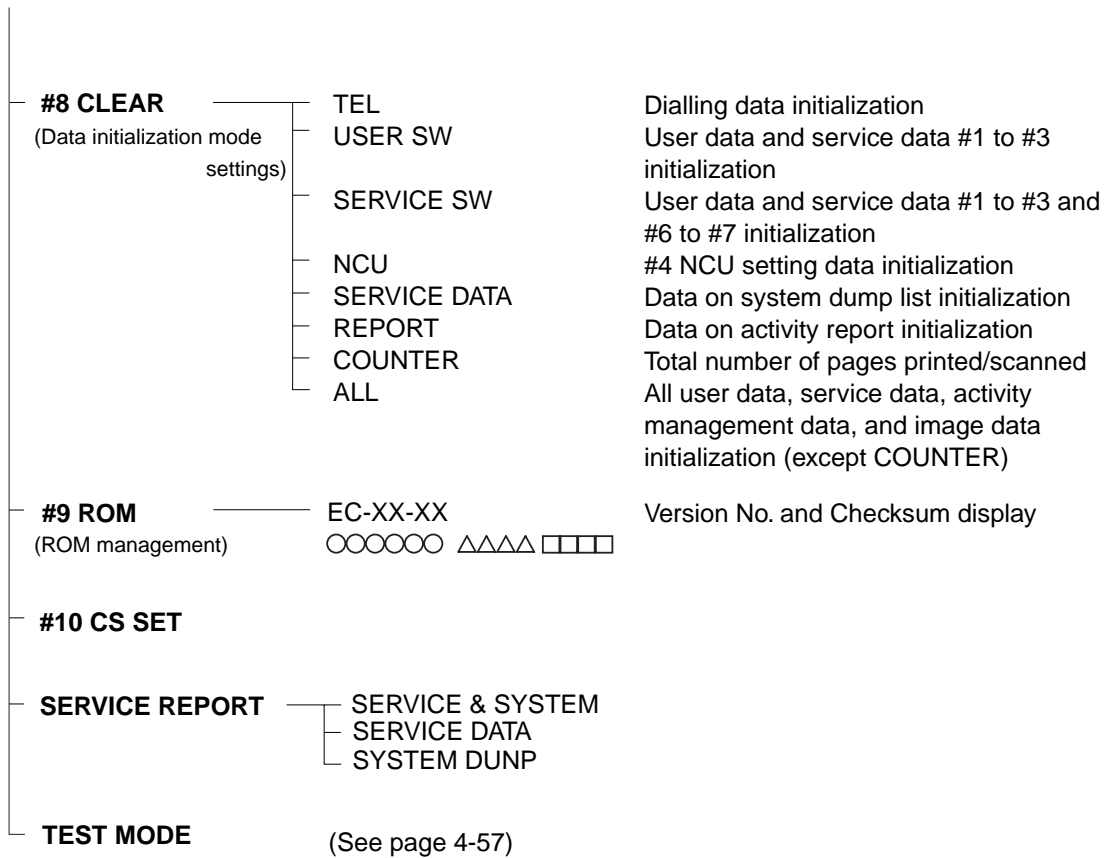 #8 CLEAR TEL Dialling data initialization
(Data initialization mode settings) USER SW User data and service data #1 to #3
initialization
SERVICE SW User data and service data #1 to #3 and
#6 to #7 initialization
NCU #4 NCU setting data initialization
SERVICE DATA Data on system dump list initialization
REPORT Data on activity report initialization
COUNTER Total number of pages printed/scanned
ALL All user data, service data, activity
management data, and image data
initialization (except COUNTER)
#9 ROM EC-XX-XX Version No. and Checksum display
(ROM management) ○○○○○○ △△△△ □□□□
#10 CS SET
SERVICE REPORT SERVICE & SYSTEM
SERVICE DATA
SYSTEM DUNP
TEST MODE (See page 4-57)